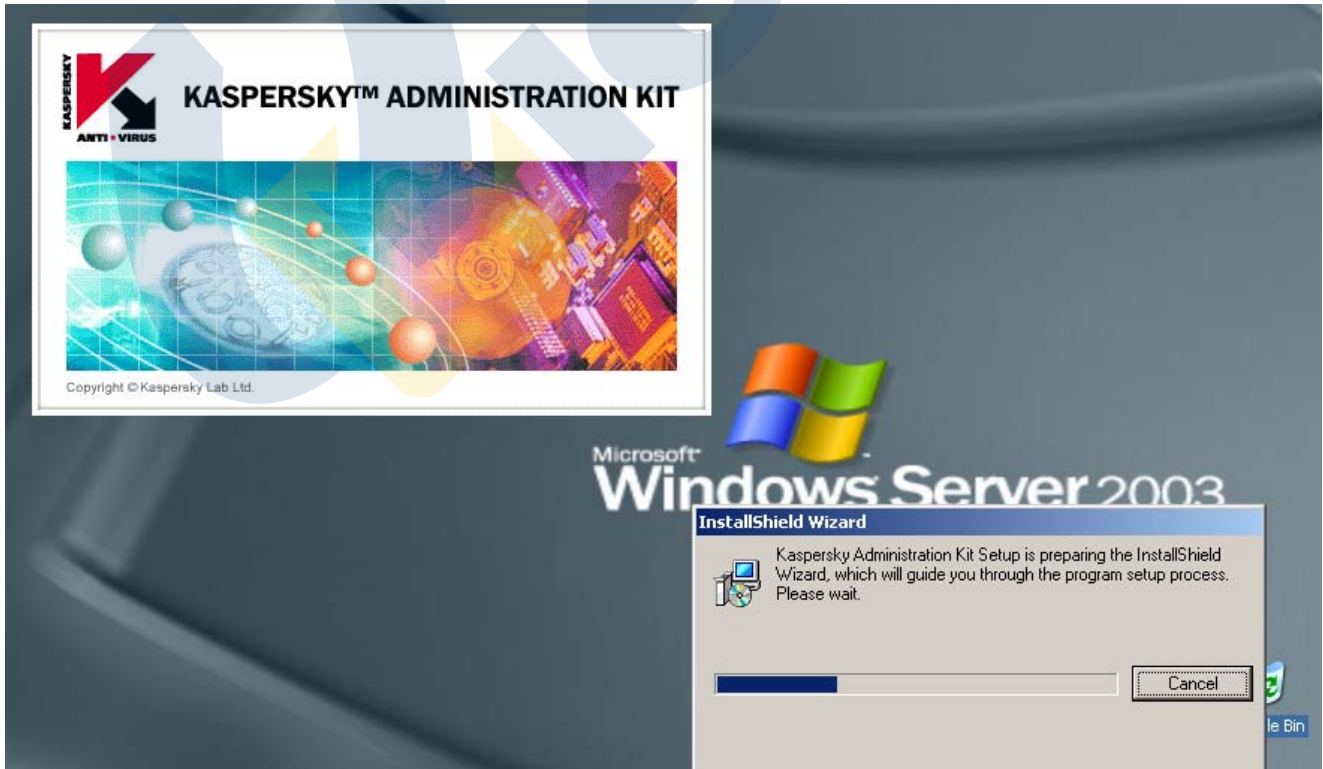 KASPERSKY
ANTI•VIRUS
KASPERSKY™ ADMINISTRATION KIT
Copyright © Kaspersky Lab Ltd.
Microsoft
Windows Server 2003
InstallShield Wizard
Kaspersky Administration Kit Setup is preparing the InstallShield
Wizard, which will guide you through the program setup process.
Please wait.
Cancel
le Bin